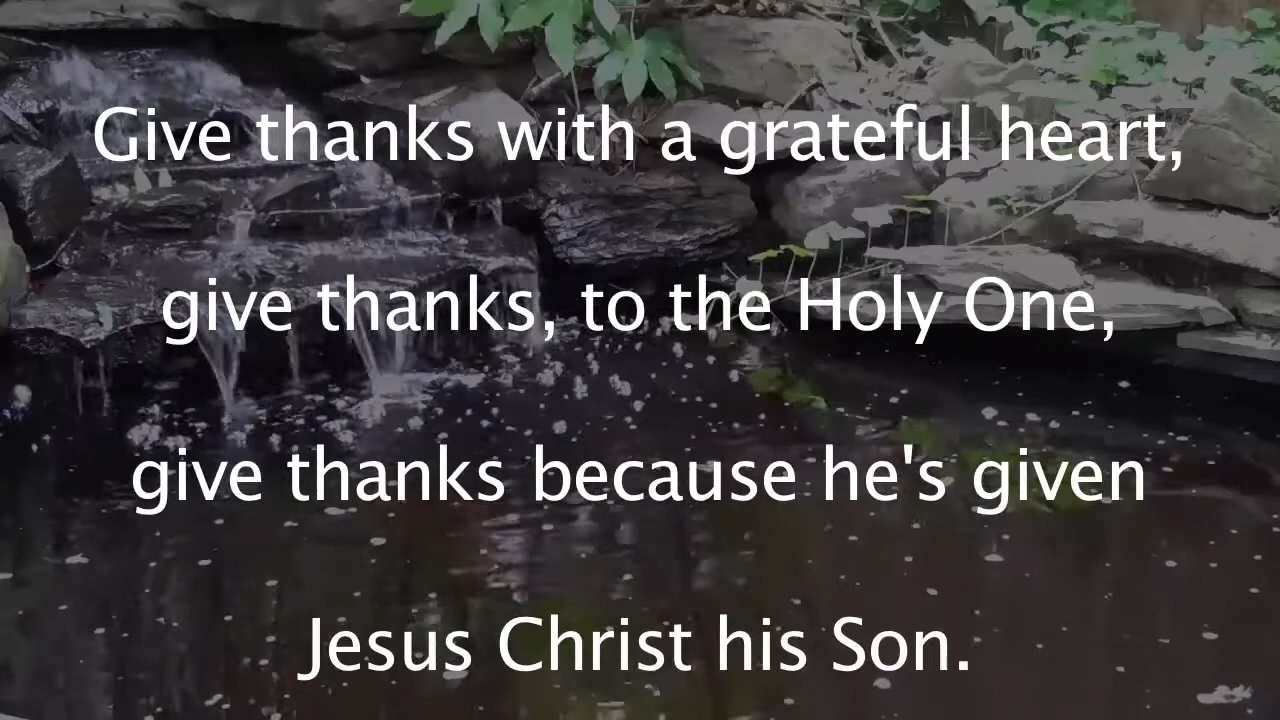 Give thanks with a grateful heart,
give thanks, to the Holy One,
give thanks because he's given
Jesus Christ his Son.